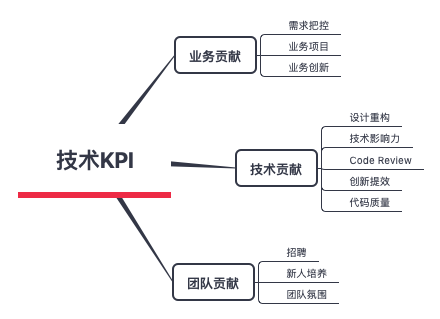 技术KPI
业务贡献
需求把控
业务项目
业务创新
技术贡献
设计重构
技术影响力
Code Review
创新提效
代码质量
团队贡献
招聘
新人培养
团队氛围